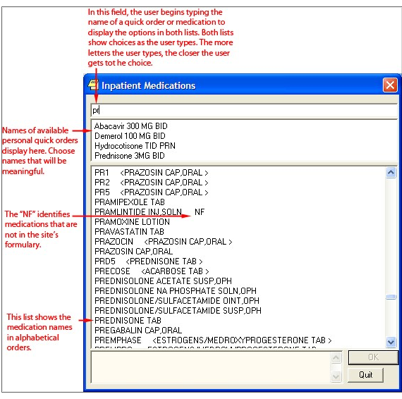 In this field, the user begins typing the
name of a quick order or medication to
display the options in both lists. Both lists
show choices as the user types. The more
letters the user types, the closer the user
gets tot he choice.
Inpatient Medications
pr
Names of available
personal quick orders
display here. Choose
names that will be
meaningful.
Abacavir 300 MG BID
Demerol 100 MG BID
Hydrocotisone TID PRN
Prednisone 3MG BID
The "NF" identifies
medications that are
not in the site's
formulary.
This list shows the
medication names
in alphabetical
orders.
PR1 <PRAZOSIN CAP,ORAL >
PR2 <PRAZOSIN CAP,ORAL >
PR5 <PRAZOSIN CAP,ORAL >
PRAMIPEXOLE TAB
PRAMLINTIDE INJ,SOLN NF
PRAMOXINE LOTION
PRAVASTATIN TAB
PRAZOCIN <PRAZOSIN CAP,ORAL >
PRAZOSIN CAP,ORAL
PRD5 <PREDNISONE TAB >
PRECOSE <ACARBOSE TAB >
PREDNISOLONE ACETATE SUSP,OPH
PREDNISOLONE NA PHOSPHATE SOLN,OPH
PREDNISOLONE/SULFACETAMIDE OINT,OPH
PREDNISOLONE/SULFACETAMIDE SUSP,OPH
PREDNISONE TAB
PREGABALIN CAP,ORAL
PREMPHASE <ESTROGENS/MEDROXYPROGESTERONE TAB >
OK
Quit